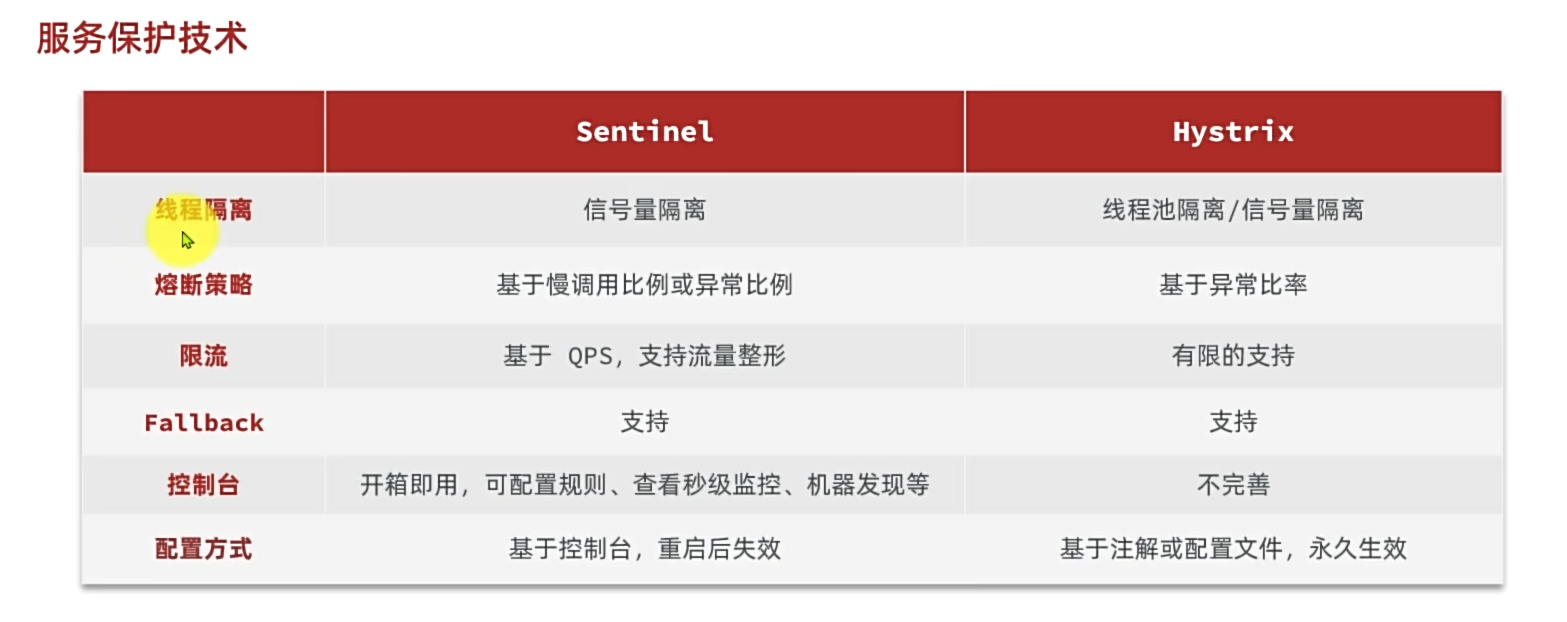 服务保护技术
Sentinel Hystrix
线程隔离 信号量隔离 线程池隔离/信号量隔离
熔断策略 基于慢调用比例或异常比例 基于异常比率
限流 基于 QPS，支持流量整形 有限的支持
Fallback 支持 支持
控制台 开箱即用，可配置规则、查看秒级监控、机器发现等 不完善
配置方式 基于控制台，重启后失效 基于注解或配置文件，永久生效